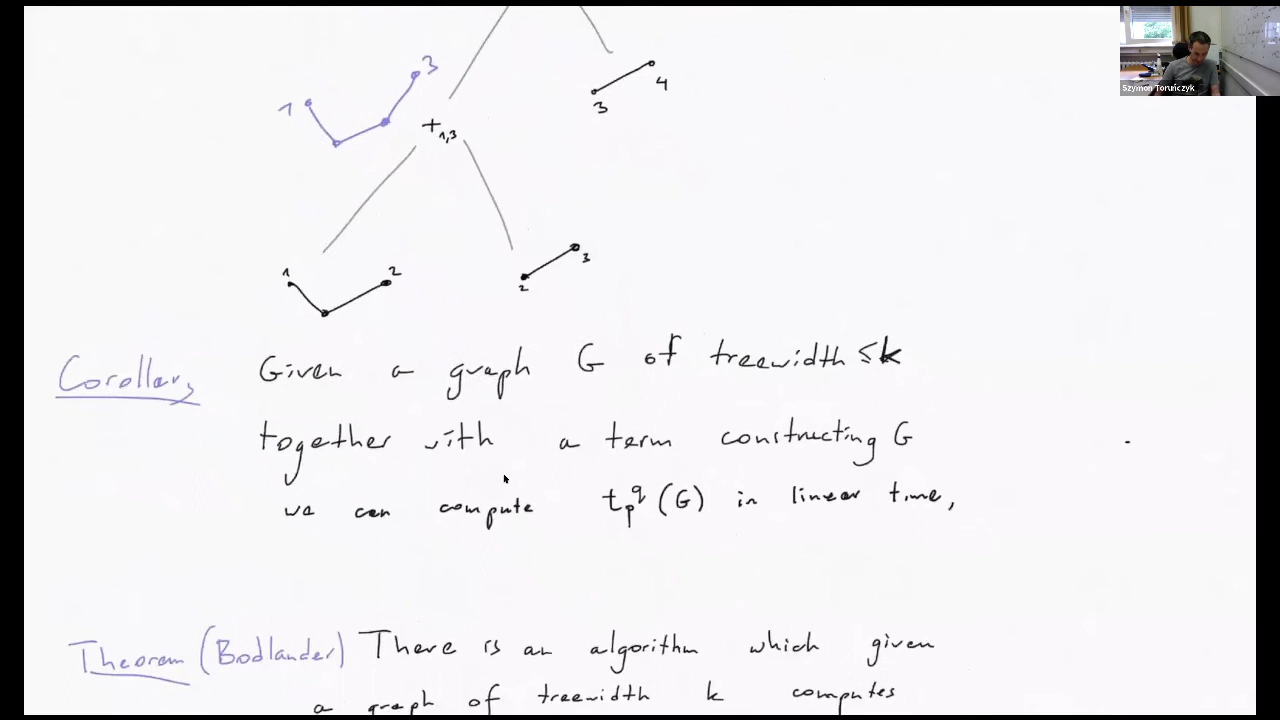 Szymon Toruńczyk
1
3
4
3
+1,3
1
2
3
2
Corollary Given a graph G of treewidth ≤k
together with a term constructing G
we can compute tp^q(G) in linear time,
Theorem (Bodlander) There is an algorithm which given
a graph of treewidth k computes